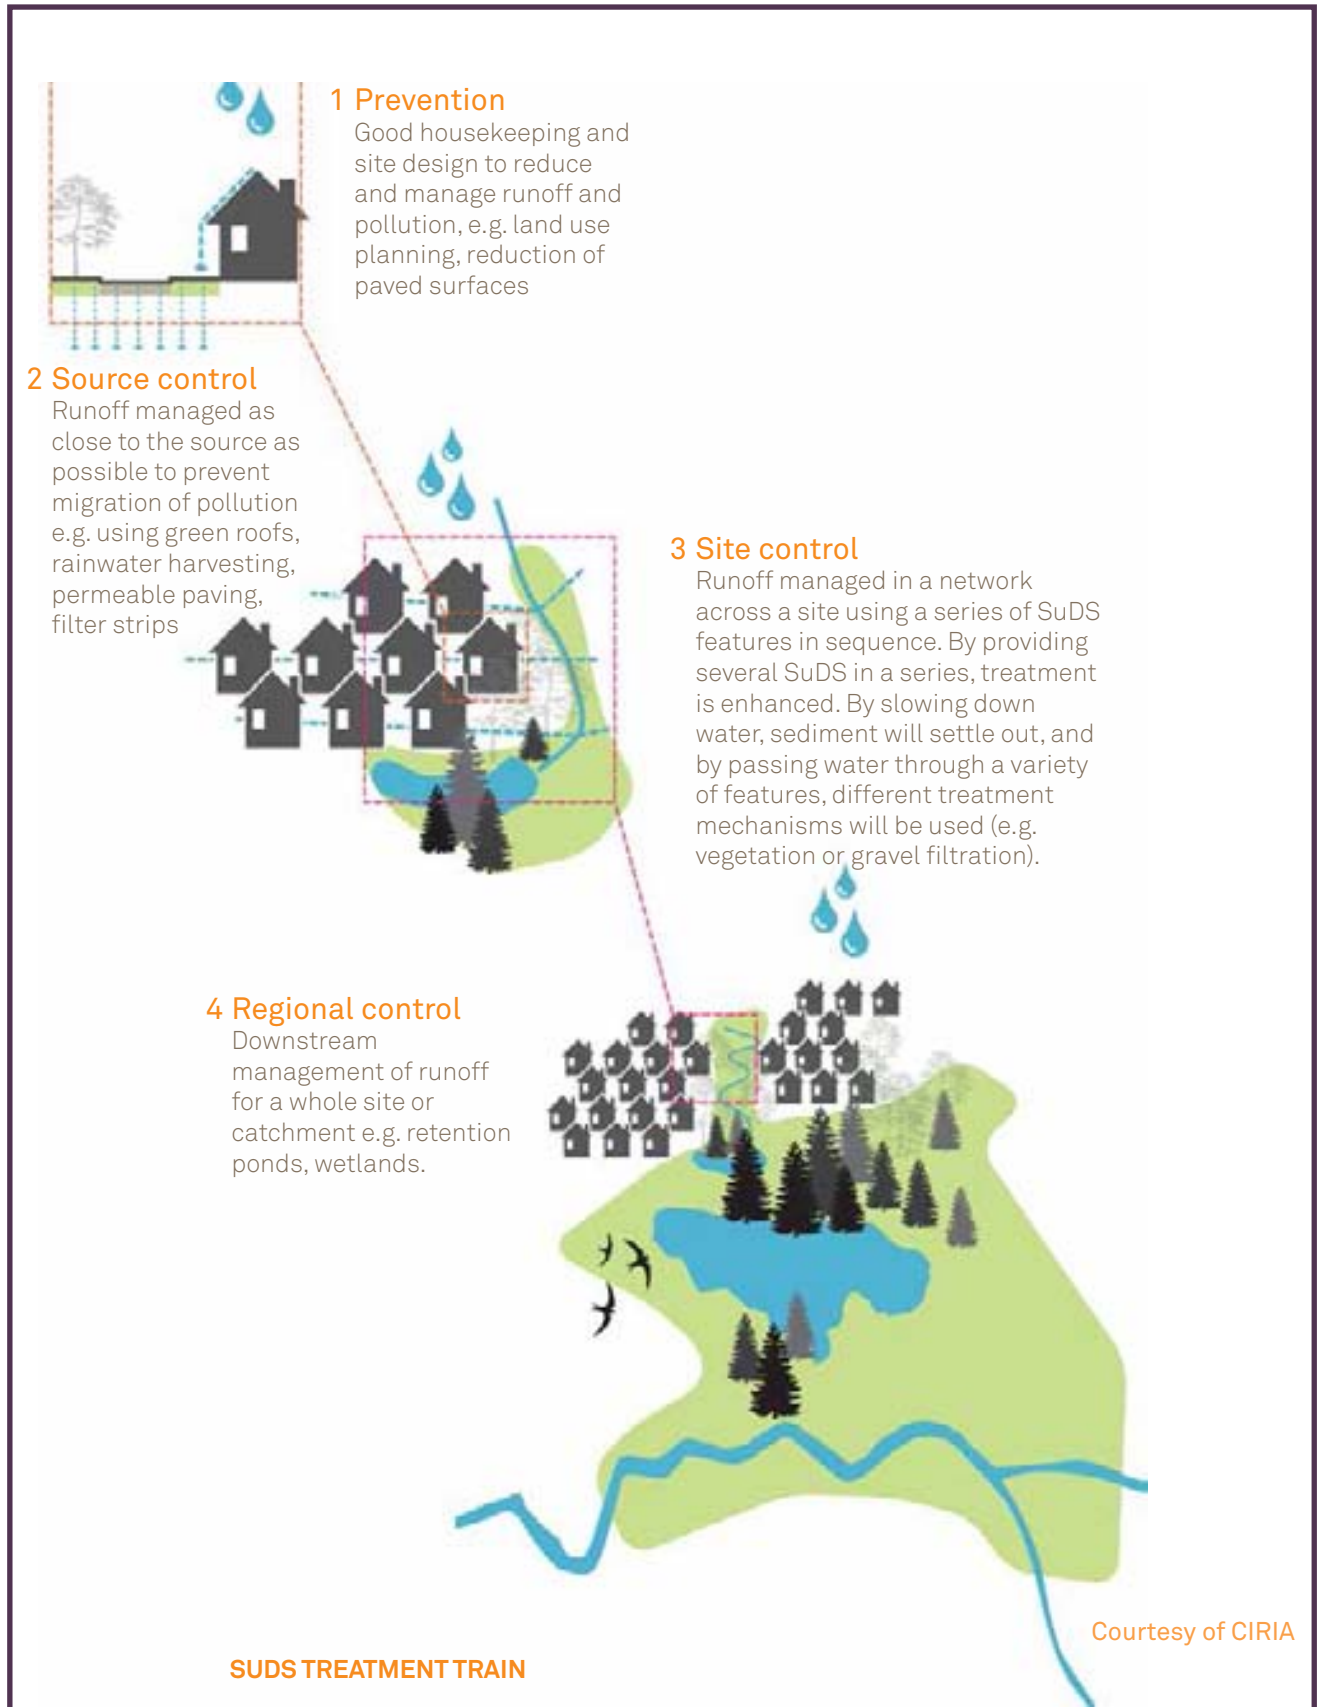 1 Prevention
Good housekeeping and
site design to reduce
and manage runoff and
pollution, e.g. land use
planning, reduction of
paved surfaces
2 Source control
Runoff managed as
close to the source as
possible to prevent
migration of pollution
e.g. using green roofs,
rainwater harvesting,
permeable paving,
filter strips
3 Site control
Runoff managed in a network
across a site using a series of SuDS
features in sequence. By providing
several SuDS in a series, treatment
is enhanced. By slowing down
water, sediment will settle out, and
by passing water through a variety
of features, different treatment
mechanisms will be used (e.g.
vegetation or gravel filtration).
4 Regional control
Downstream
management of runoff
for a whole site or
catchment e.g. retention
ponds, wetlands.
Courtesy of CIRIA
SUDS TREATMENT TRAIN